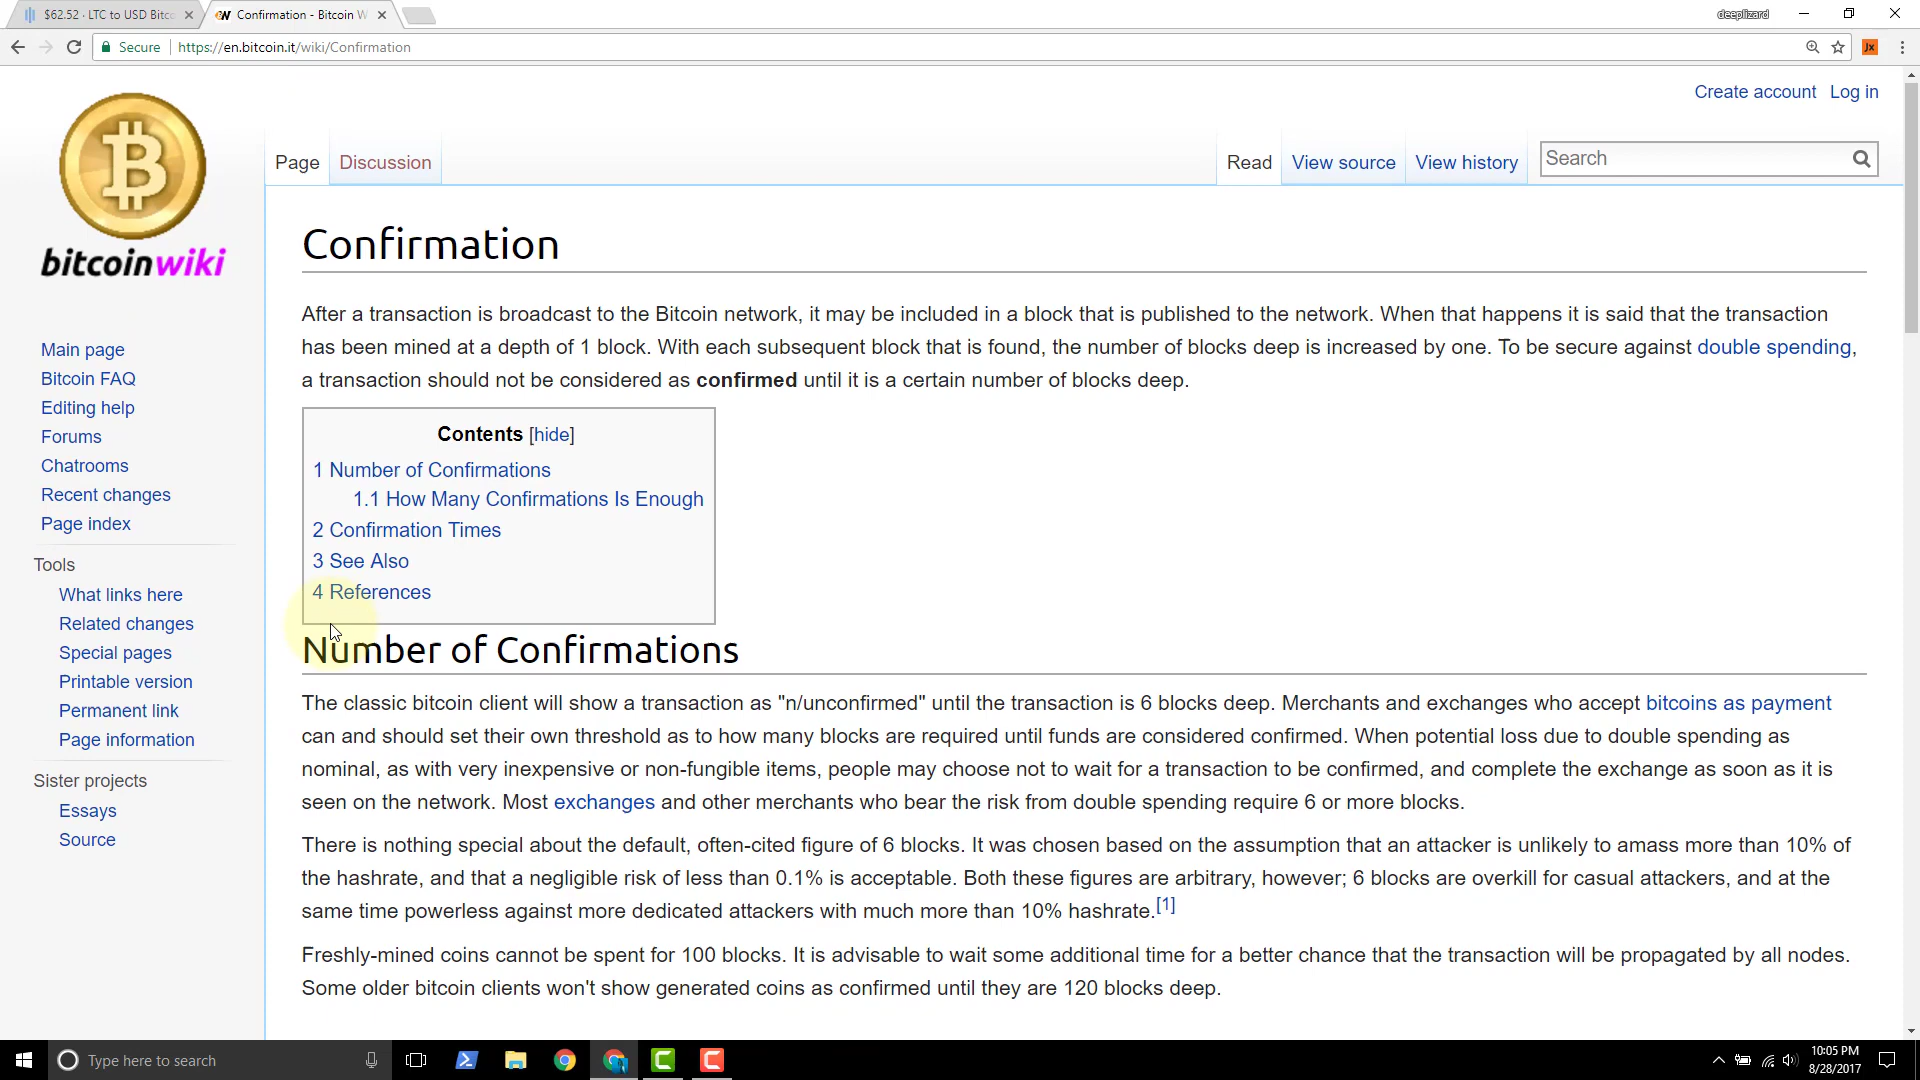 $62.52 · LTC to USD Bitco
Confirmation - Bitcoin W
deeplizard
Secure
https://en.bitcoin.it/wiki/Confirmation
Jx
Create account Log in
bitcoinwiki
Page
Discussion
Read
View source
View history
Search
Main page
Bitcoin FAQ
Editing help
Forums
Chatrooms
Recent changes
Page index
Tools
What links here
Related changes
Special pages
Printable version
Permanent link
Page information
Sister projects
Essays
Source
Confirmation
After a transaction is broadcast to the Bitcoin network, it may be included in a block that is published to the network. When that happens it is said that the transaction
has been mined at a depth of 1 block. With each subsequent block that is found, the number of blocks deep is increased by one. To be secure against double spending,
a transaction should not be considered as confirmed until it is a certain number of blocks deep.
Contents [hide]
1 Number of Confirmations
1.1 How Many Confirmations Is Enough
2 Confirmation Times
3 See Also
4 References
Number of Confirmations
The classic bitcoin client will show a transaction as "n/unconfirmed" until the transaction is 6 blocks deep. Merchants and exchanges who accept bitcoins as payment
can and should set their own threshold as to how many blocks are required until funds are considered confirmed. When potential loss due to double spending as
nominal, as with very inexpensive or non-fungible items, people may choose not to wait for a transaction to be confirmed, and complete the exchange as soon as it is
seen on the network. Most exchanges and other merchants who bear the risk from double spending require 6 or more blocks.
There is nothing special about the default, often-cited figure of 6 blocks. It was chosen based on the assumption that an attacker is unlikely to amass more than 10% of
the hashrate, and that a negligible risk of less than 0.1% is acceptable. Both these figures are arbitrary, however; 6 blocks are overkill for casual attackers, and at the
same time powerless against more dedicated attackers with much more than 10% hashrate.[1]
Freshly-mined coins cannot be spent for 100 blocks. It is advisable to wait some additional time for a better chance that the transaction will be propagated by all nodes.
Some older bitcoin clients won't show generated coins as confirmed until they are 120 blocks deep.
Type here to search
10:05 PM
8/28/2017